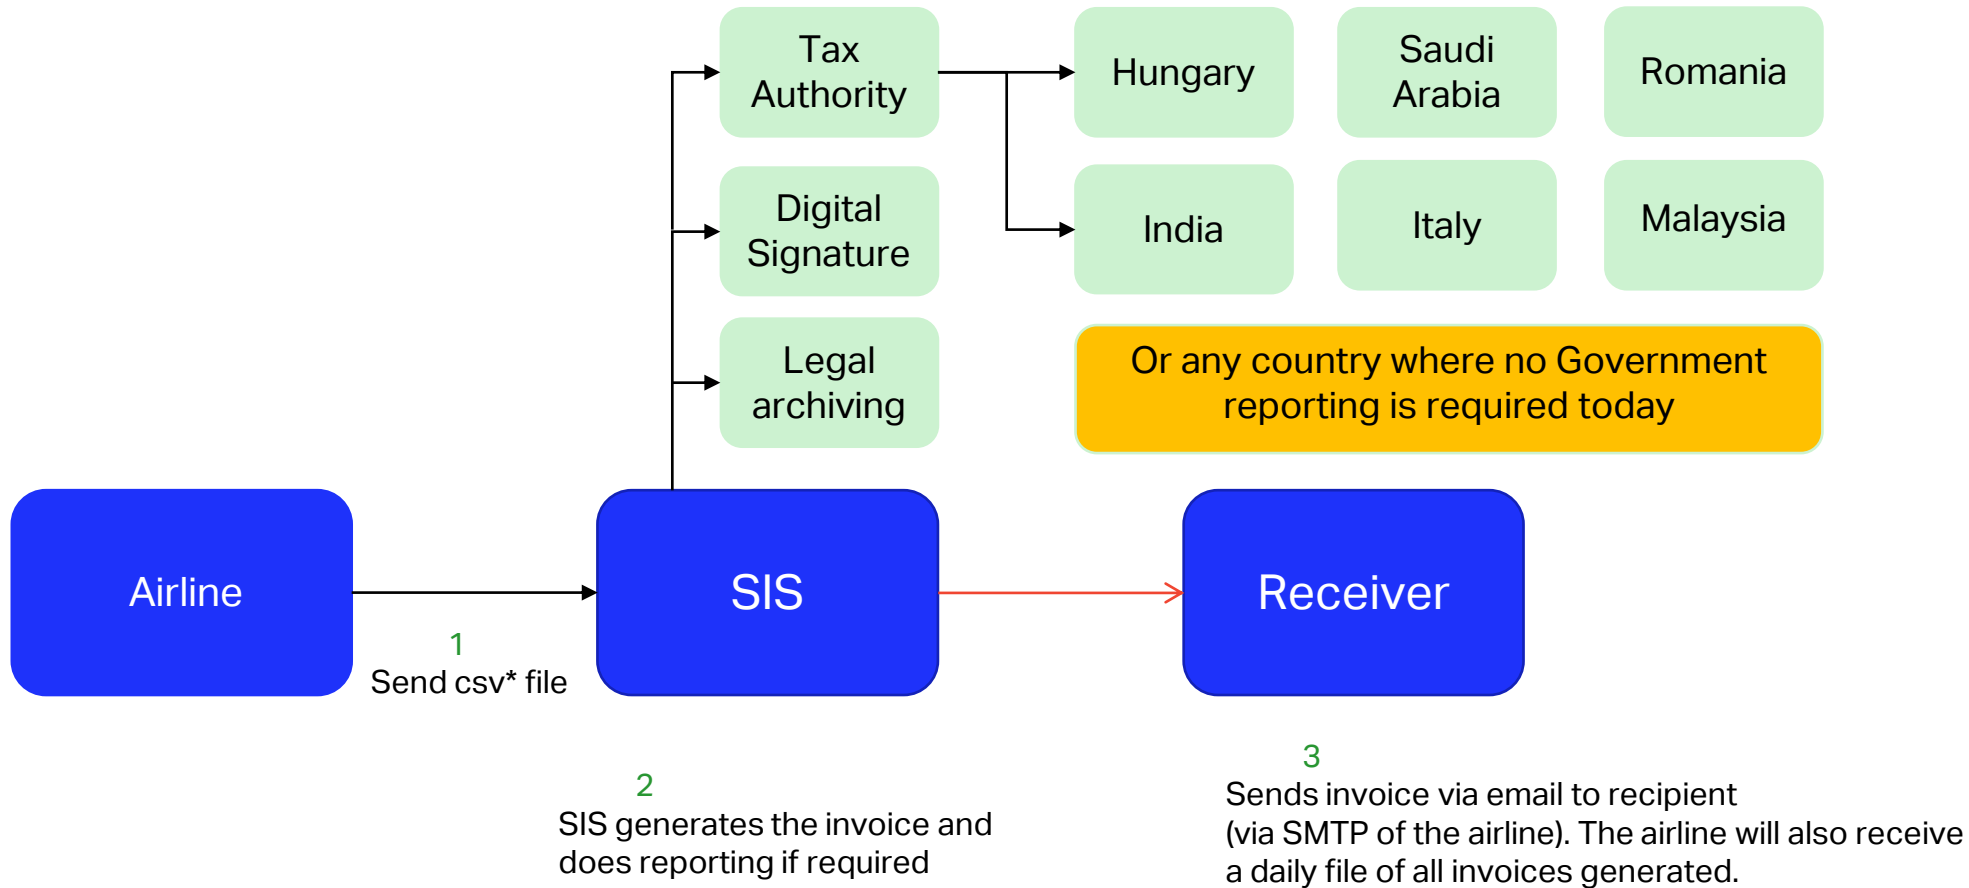 Tax
Authority
Hungary
Saudi
Arabia
Romania
Digital
Signature
India
Italy
Malaysia
Legal
archiving
Or any country where no Government
reporting is required today
Airline
SIS
Receiver
1
Send csv* file
2
SIS generates the invoice and
does reporting if required
3
Sends invoice via email to recipient
(via SMTP of the airline). The airline will also receive
a daily file of all invoices generated.